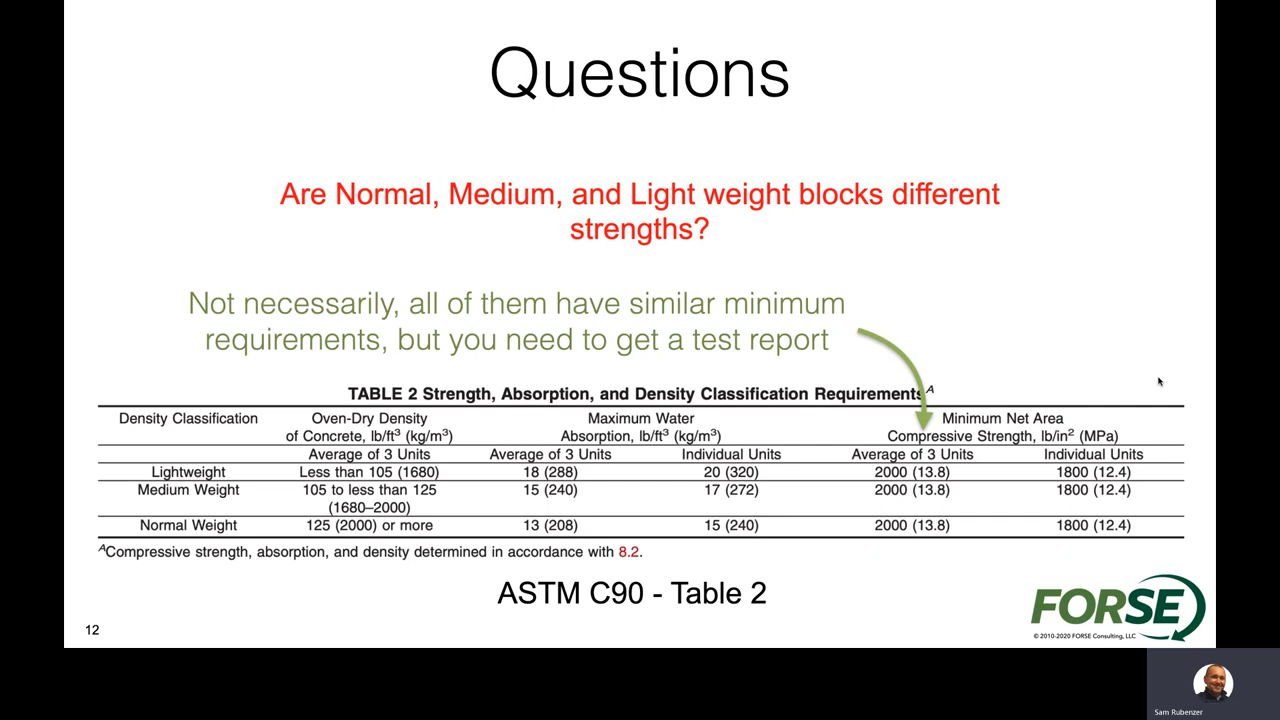 Questions
Are Normal, Medium, and Light weight blocks different
strengths?
Not necessarily, all of them have similar minimum
requirements, but you need to get a test report
TABLE 2 Strength, Absorption, and Density Classification Requirements^A
Density Classification Oven-Dry Density Maximum Water Minimum Net Area
of Concrete, lb/ft³ (kg/m³) Absorption, lb/ft³ (kg/m³) Compressive Strength, lb/in² (MPa)
Average of 3 Units Average of 3 Units Individual Units Average of 3 Units Individual Units
Lightweight Less than 105 (1680) 18 (288) 20 (320) 2000 (13.8) 1800 (12.4)
Medium Weight 105 to less than 125 15 (240) 17 (272) 2000 (13.8) 1800 (12.4)
(1680–2000)
Normal Weight 125 (2000) or more 13 (208) 15 (240) 2000 (13.8) 1800 (12.4)
^ACompressive strength, absorption, and density determined in accordance with 8.2.
ASTM C90 - Table 2
FORSE
© 2010-2020 FORSE Consulting, LLC
12
Sam Rubenzer